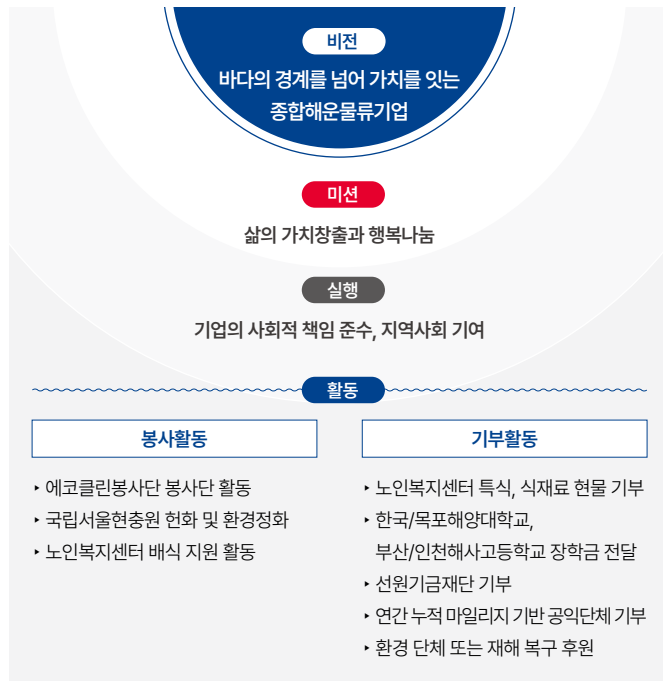 비전
바다의 경계를 넘어 가치를 잇는
종합해운물류기업
미션
삶의 가치창출과 행복나눔
실행
기업의 사회적 책임 준수, 지역사회 기여
활동
봉사활동
‣ 에코클린봉사단 봉사단 활동
‣ 국립서울현충원 헌화 및 환경정화
‣ 노인복지센터 배식 지원 활동
기부활동
‣ 노인복지센터 특식, 식재료 현물 기부
‣ 한국/목포해양대학교,
부산/인천해사고등학교 장학금 전달
‣ 선원기금재단 기부
‣ 연간 누적 마일리지 기반 공익단체 기부
‣ 환경 단체 또는 재해 복구 후원